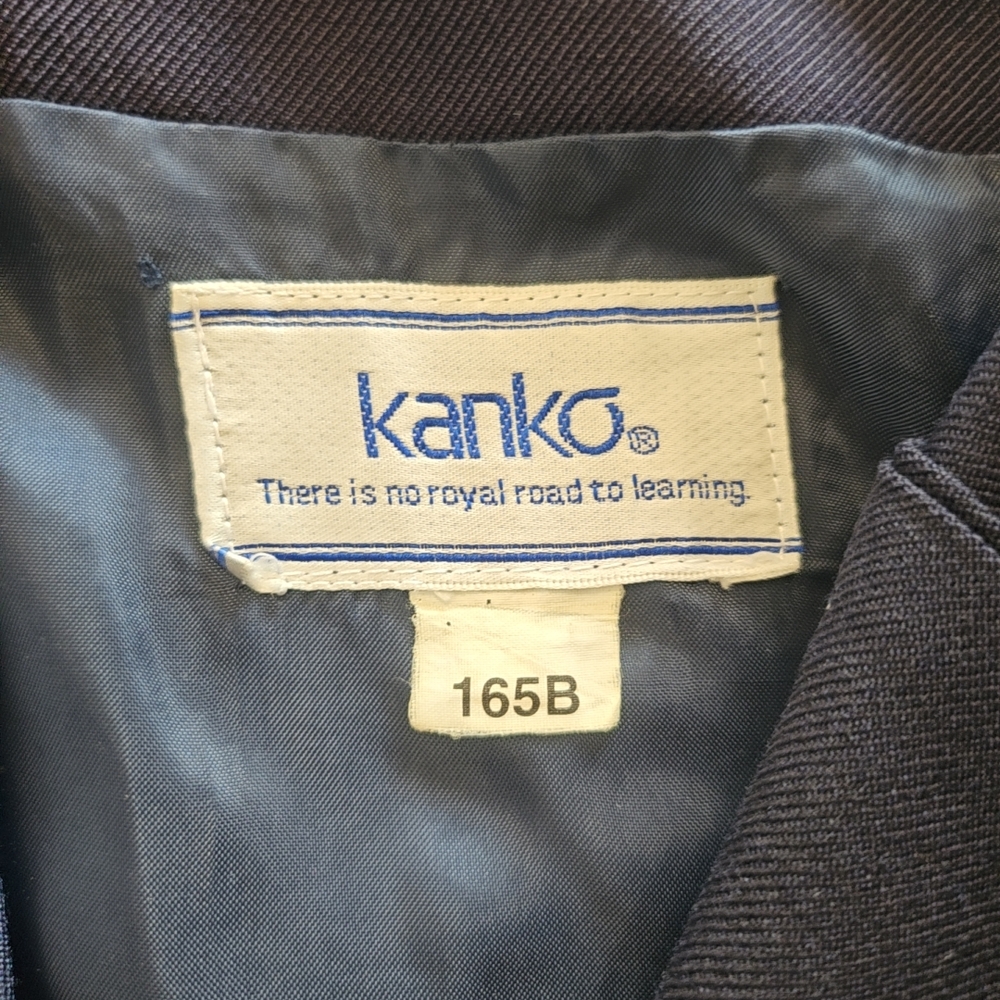 kanko®
There is no royal road to learning.
165B